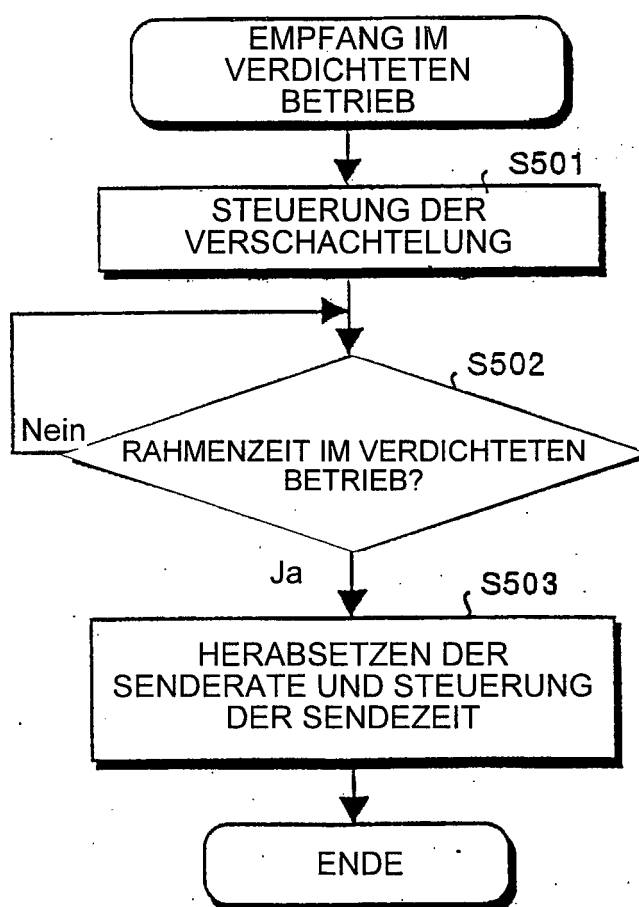 EMPFANG IM
VERDICHTETEN
BETRIEB
S501
STEUERUNG DER
VERSCHACHTELUNG
S502
Nein
RAHMENZEIT IM VERDICHTETEN
BETRIEB?
Ja
S503
HERABSETZEN DER
SENDERATE UND STEUERUNG
DER SENDEZEIT
ENDE